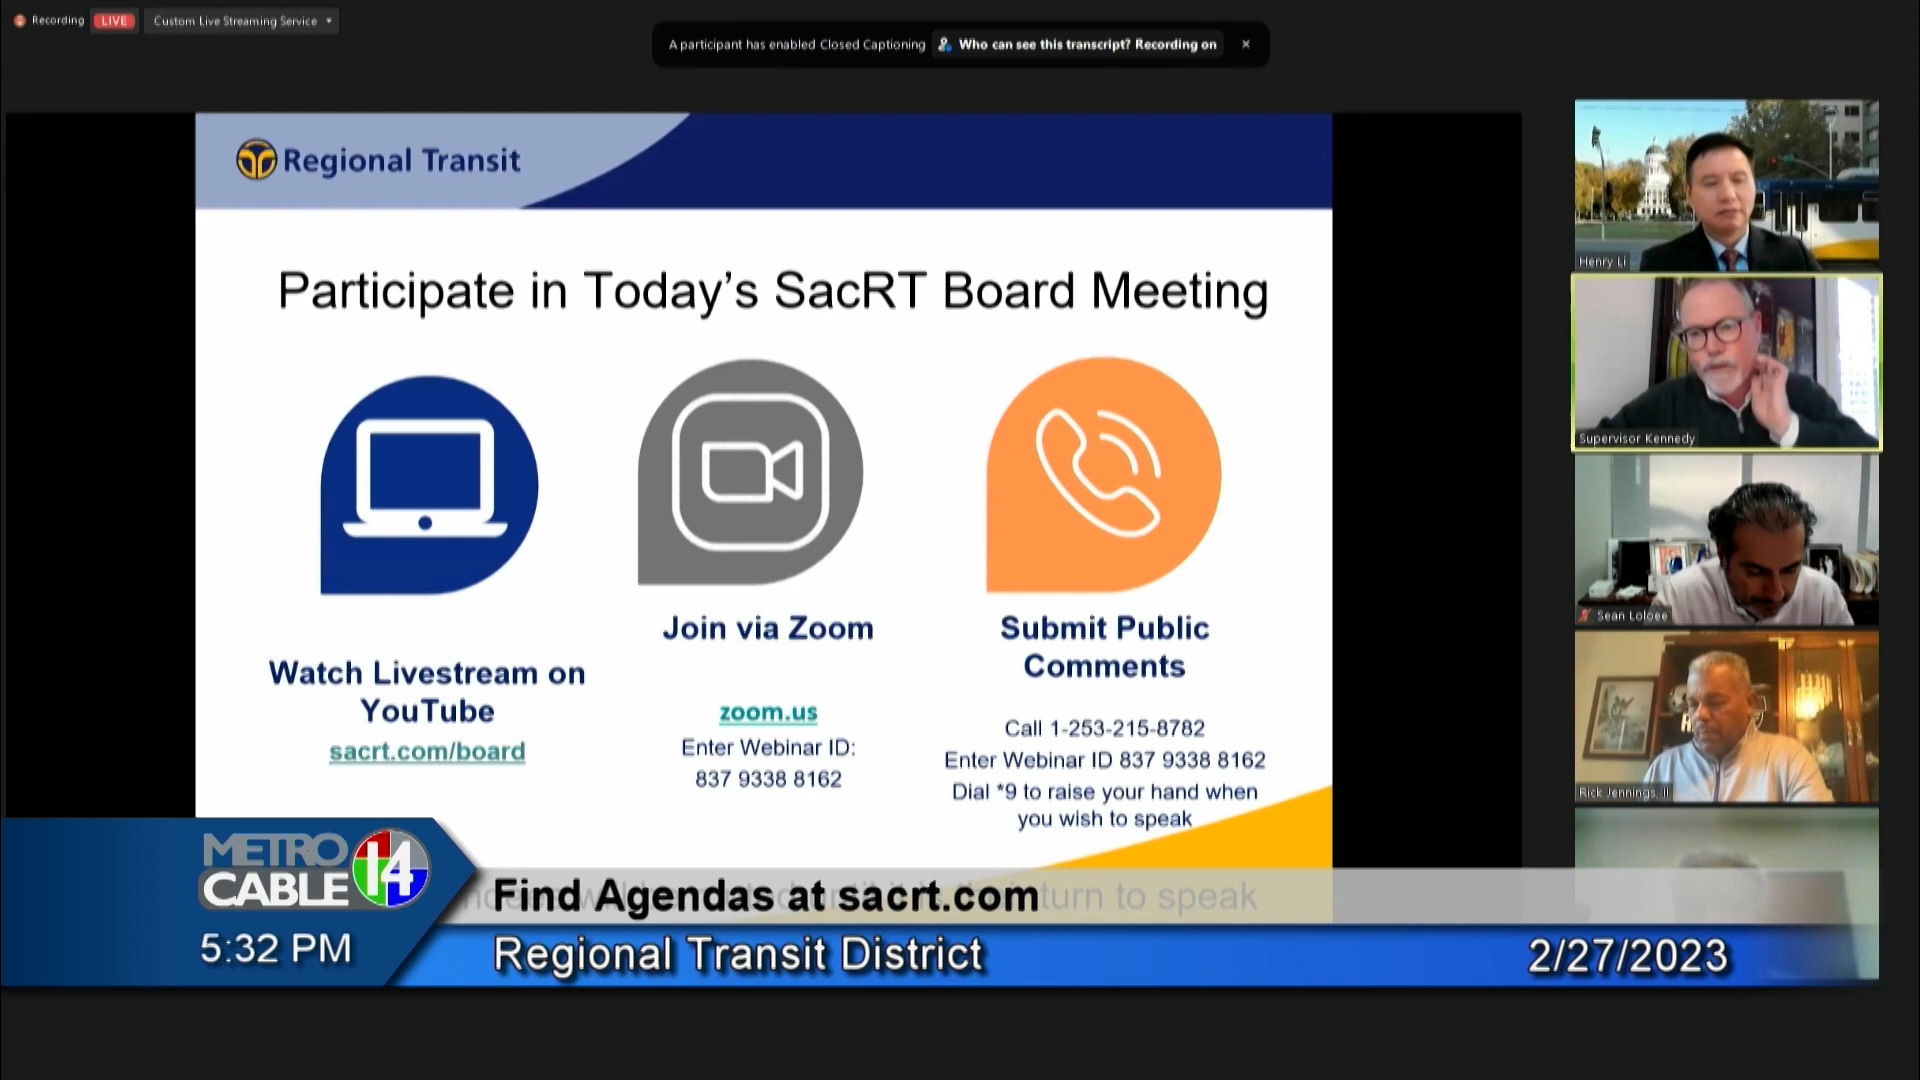 Recording
LIVE
Custom Live Streaming Service
A participant has enabled Closed Captioning
Who can see this transcript? Recording on
Regional Transit
Participate in Today's SacRT Board Meeting
Watch Livestream on
YouTube
sacrt.com/board
Join via Zoom
zoom.us
Enter Webinar ID:
837 9338 8162
Submit Public
Comments
Call 1-253-215-8782
Enter Webinar ID 837 9338 8162
Dial *9 to raise your hand when
you wish to speak
turn to speak
Henry Li
Supervisor Kennedy
Sean Loloee
Rick Jennings, II
METRO
CABLE 14
5:32 PM
Find Agendas at sacrt.com
Regional Transit District
2/27/2023